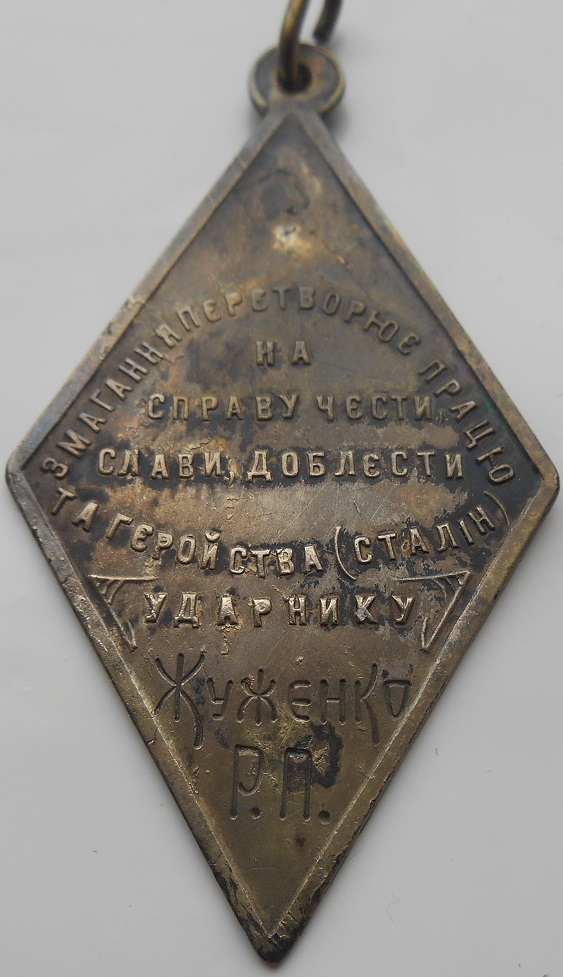 ЗМАГАННЯ ПЕРЕТВОРЮЄ ПРАЦЮ
НА
СПРАВУ ЧЕСТИ,
СЛАВИ, ДОБЛЕСТИ
ТА ГЕРОЙСТВА (СТАЛІН)
УДАРНИКУ
ЖУЖЕНКО
Р.П.